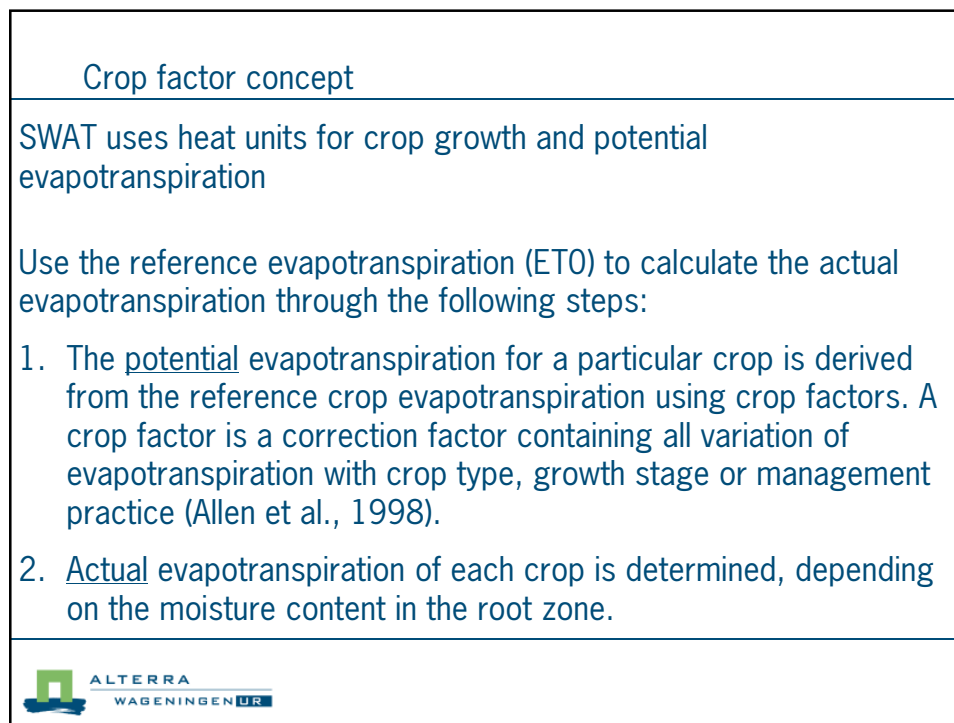 Crop factor concept
SWAT uses heat units for crop growth and potential
evapotranspiration
Use the reference evapotranspiration (ET0) to calculate the actual
evapotranspiration through the following steps:
1. The potential evapotranspiration for a particular crop is derived
from the reference crop evapotranspiration using crop factors. A
crop factor is a correction factor containing all variation of
evapotranspiration with crop type, growth stage or management
practice (Allen et al., 1998).
2. Actual evapotranspiration of each crop is determined, depending
on the moisture content in the root zone.
ALTERRA
WAGENINGEN UR